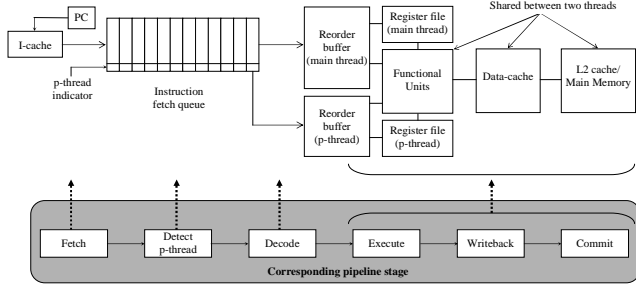 Shared between two threads
PC
I-cache
p-thread
indicator
Instruction
fetch queue
Reorder
buffer
(main thread)
Reorder
buffer
(p-thread)
Register file
(main thread)
Functional
Units
Register file
(p-thread)
Data-cache
L2 cache/
Main Memory
Fetch
Detect
p-thread
Decode
Execute
Writeback
Commit
Corresponding pipeline stage